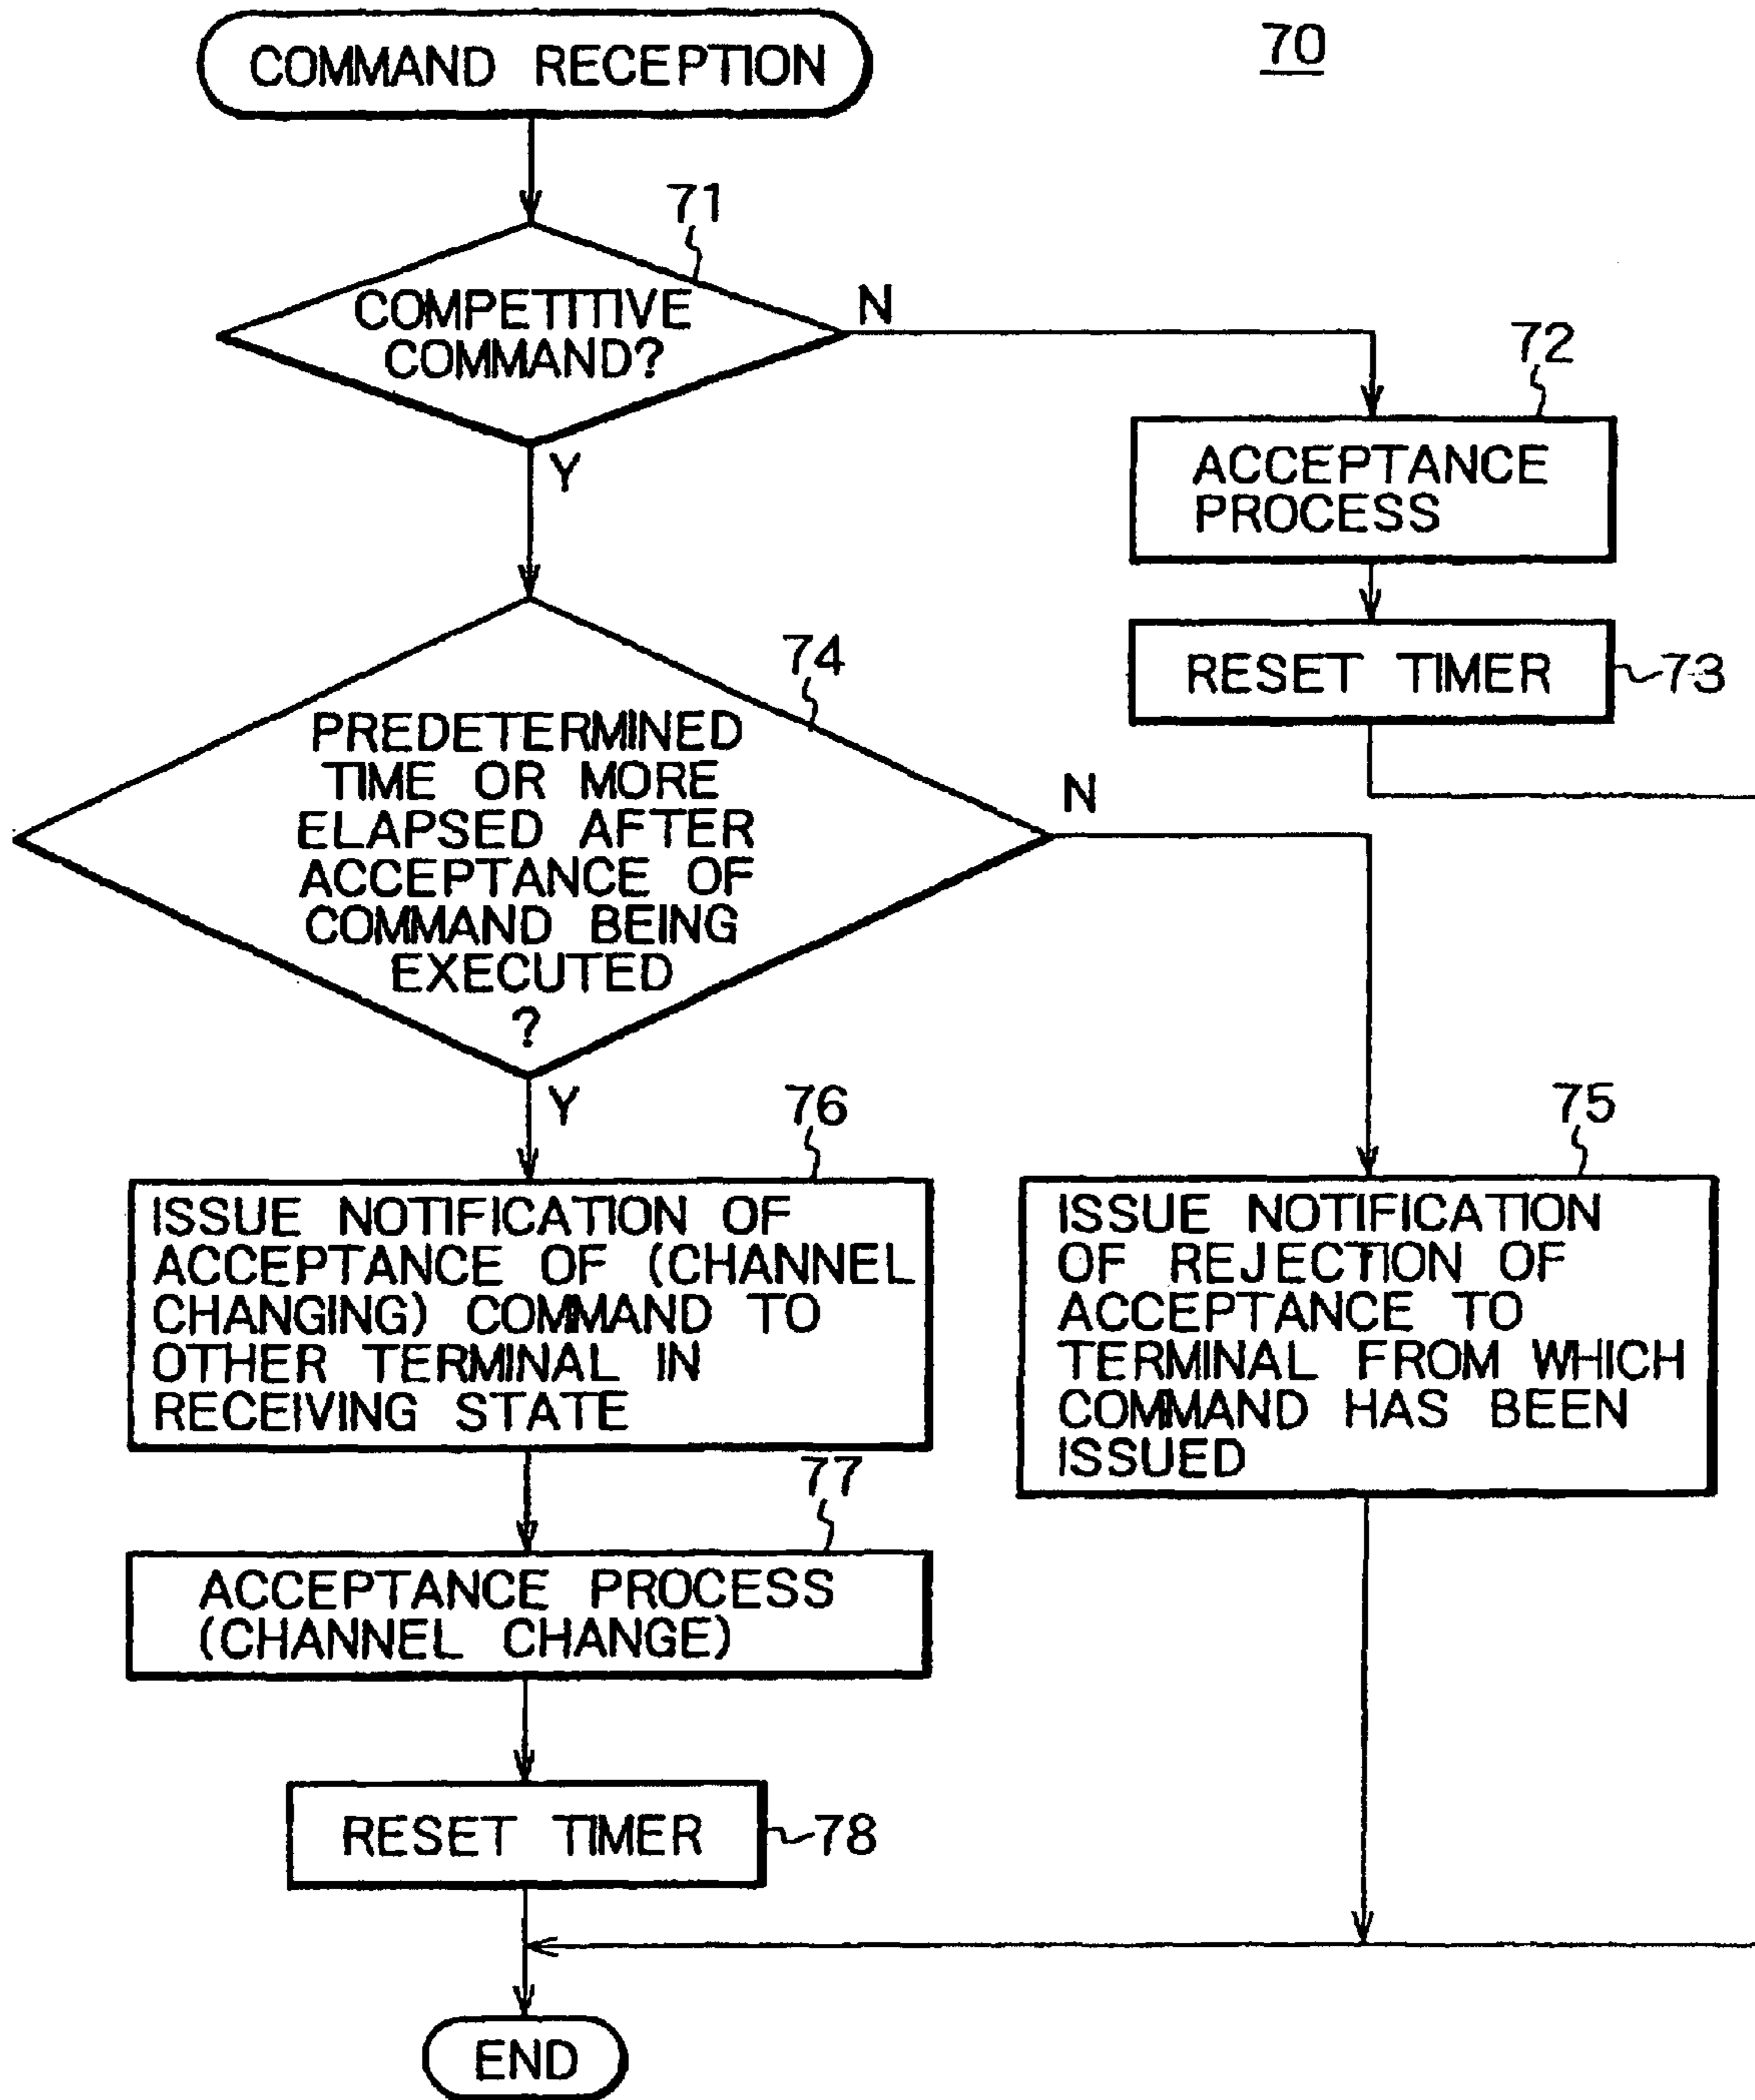 COMMAND RECEPTION
70
71
COMPETITIVE
COMMAND?
N
Y
72
ACCEPTANCE
PROCESS
RESET TIMER
73
74
PREDETERMINED
TIME OR MORE
ELAPSED AFTER
ACCEPTANCE OF
COMMAND BEING
EXECUTED
?
N
Y
76
ISSUE NOTIFICATION OF
ACCEPTANCE OF (CHANNEL
CHANGING) COMMAND TO
OTHER TERMINAL IN
RECEIVING STATE
75
ISSUE NOTIFICATION
OF REJECTION OF
ACCEPTANCE TO
TERMINAL FROM WHICH
COMMAND HAS BEEN
ISSUED
77
ACCEPTANCE PROCESS
(CHANNEL CHANGE)
RESET TIMER
78
END